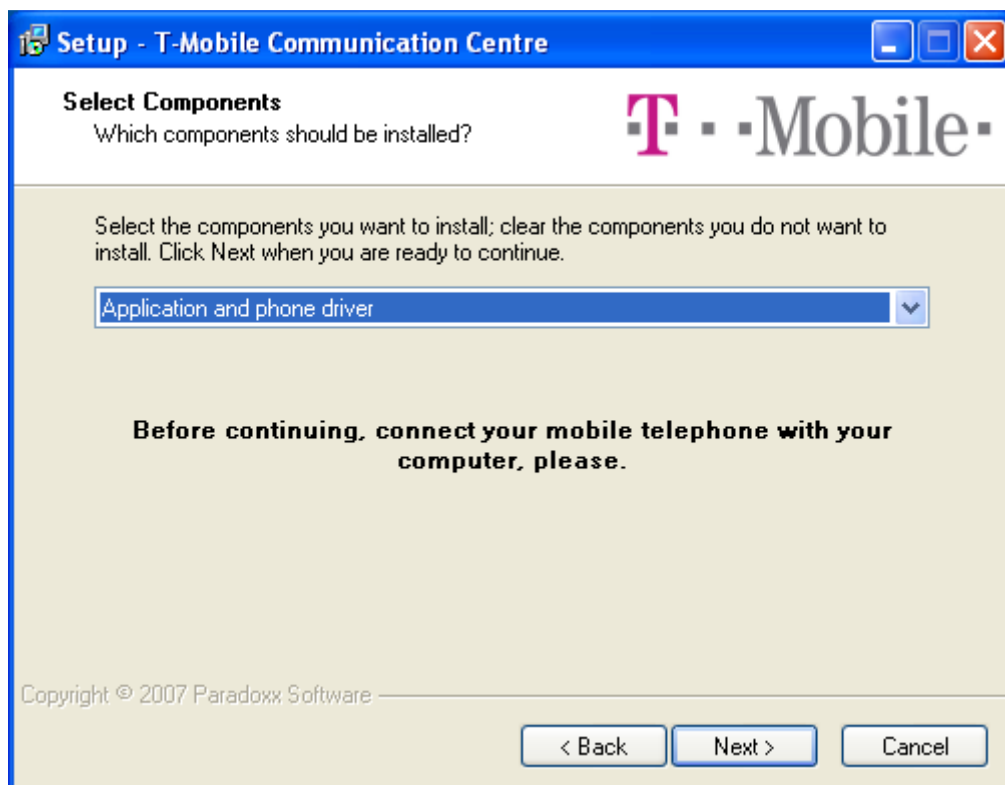 Setup - T-Mobile Communication Centre
Select Components
Which components should be installed?
T · · Mobile ·
Select the components you want to install; clear the components you do not want to
install. Click Next when you are ready to continue.
Application and phone driver
Before continuing, connect your mobile telephone with your
computer, please.
Copyright © 2007 Paradoxx Software
< Back
Next >
Cancel